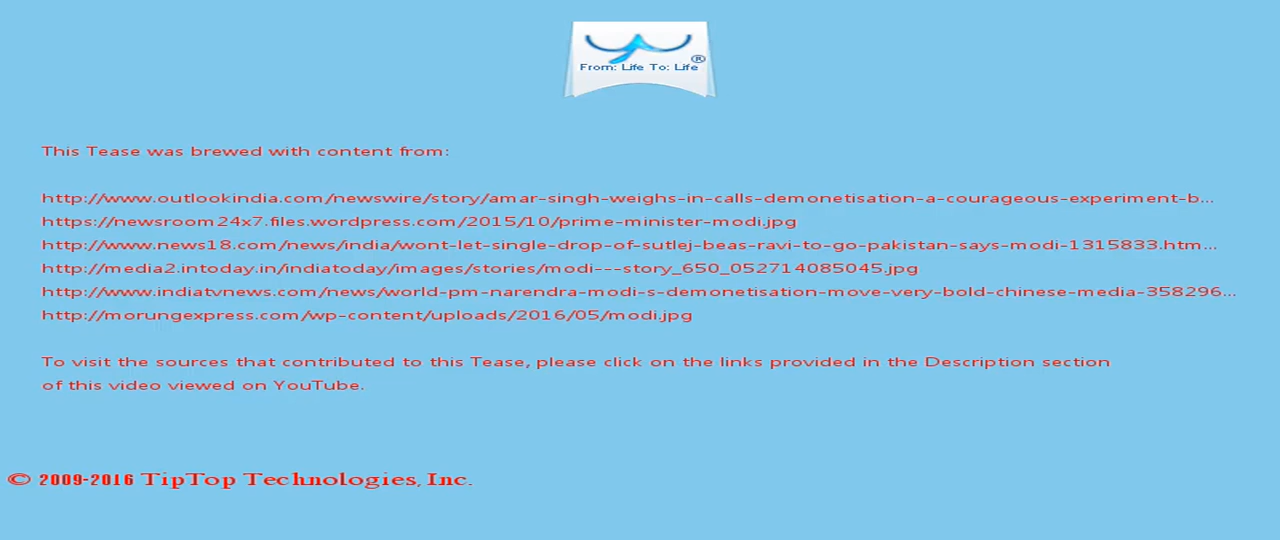 From: Life To: Life®
This Tease was brewed with content from:
http://www.outlookindia.com/newswire/story/amar-singh-weighs-in-calls-demonetisation-a-courageous-experiment-b...
https://newsroom24x7.files.wordpress.com/2015/10/prime-minister-modi.jpg
http://www.news18.com/news/india/wont-let-single-drop-of-sutlej-beas-ravi-to-go-pakistan-says-modi-1315833.htm...
http://media2.intoday.in/indiatoday/images/stories/modi---story_650_052714085045.jpg
http://www.indiatvnews.com/news/world-pm-narendra-modi-s-demonetisation-move-very-bold-chinese-media-358296...
http://morungexpress.com/wp-content/uploads/2016/05/modi.jpg
To visit the sources that contributed to this Tease, please click on the links provided in the Description section
of this video viewed on YouTube.
© 2009-2016 TipTop Technologies, Inc.